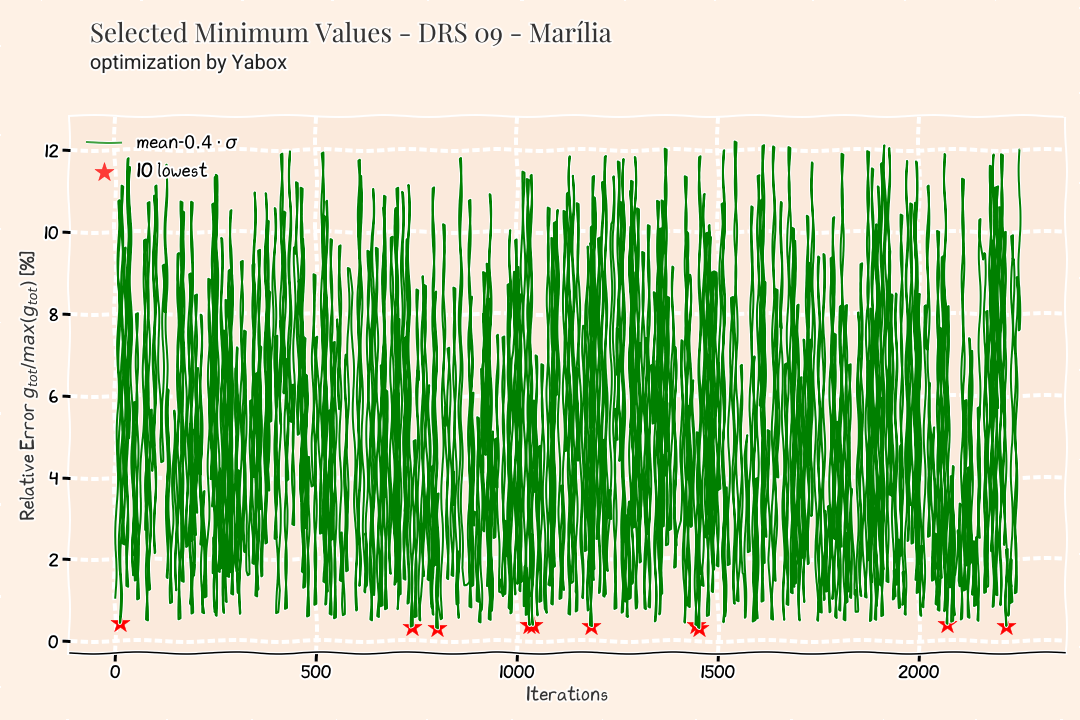 Selected Minimum Values - DRS 09 - Marília
optimization by Yabox
mean-0.4 · σ
10 lowest
Relative Error g_tot/max(g_tot) [%]
12
10
8
6
4
2
0
0 500 1000 1500 2000
Iterations